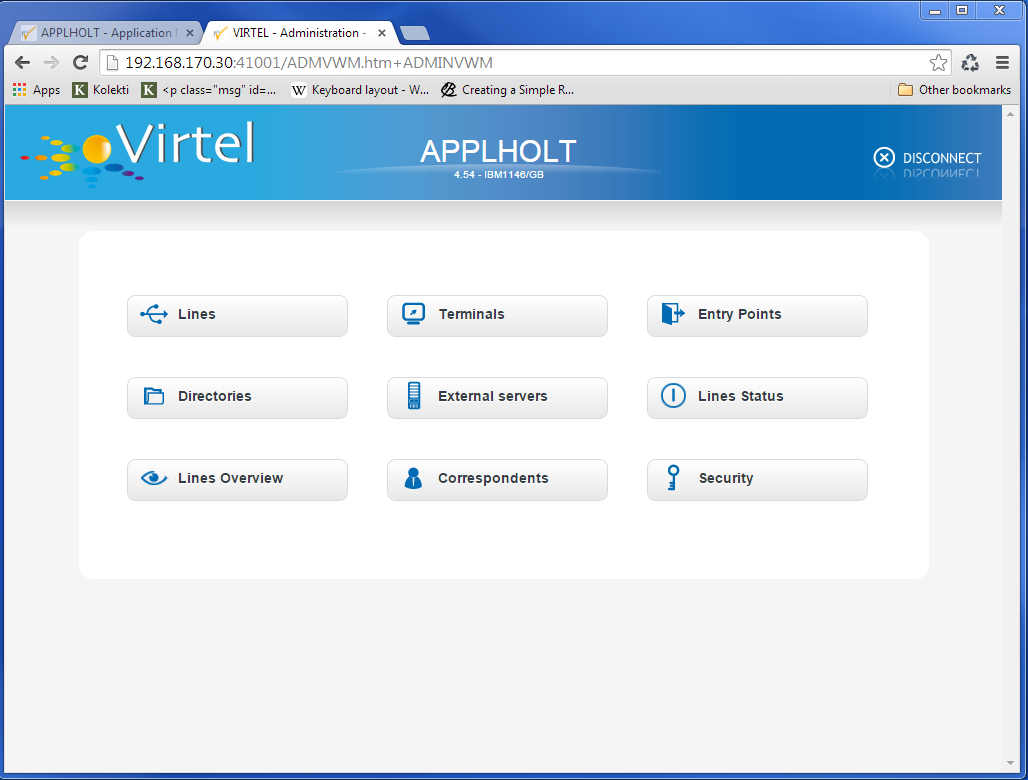 APPLHOLT - Application
VIRTEL - Administration -
192.168.170.30:41001/ADMVWM.htm+ADMINVWM
Apps
Kolekti
<p class="msg" id=...
Keyboard layout - W...
Creating a Simple R...
Other bookmarks
Virtel
APPLHOLT
4.54 - IBM1146/GB
DISCONNECT
Lines
Terminals
Entry Points
Directories
External servers
Lines Status
Lines Overview
Correspondents
Security